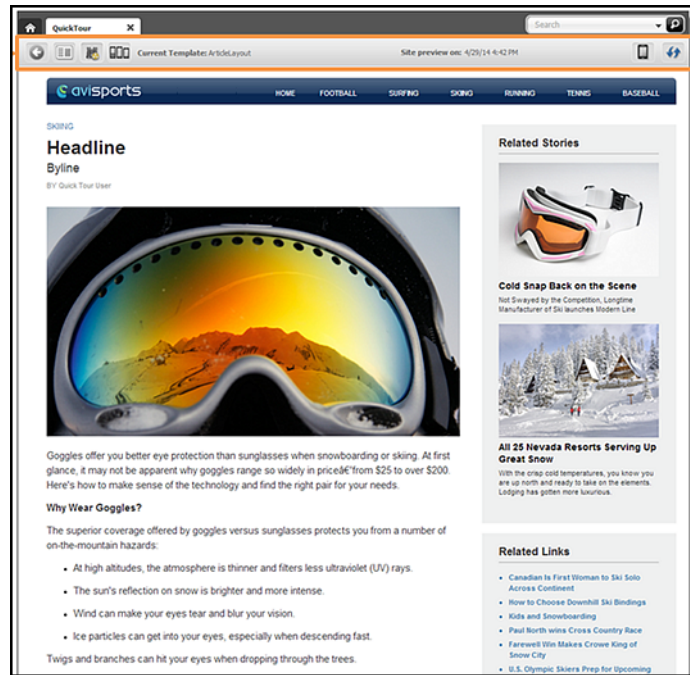 QuickTour X
Search
Current Template: ArticleLayout
Site preview on: 4/29/14 4:42 PM
avisports
HOME FOOTBALL SURFING SKIING RUNNING TENNIS BASEBALL
SKIING
Headline
Byline
BY Quick Tour User
Goggles offer you better eye protection than sunglasses when snowboarding or skiing. At first
glance, it may not be apparent why goggles range so widely in priceâ€"from $25 to over $200.
Here's how to make sense of the technology and find the right pair for your needs.
Why Wear Goggles?
The superior coverage offered by goggles versus sunglasses protects you from a number of
on-the-mountain hazards:
• At high altitudes, the atmosphere is thinner and filters less ultraviolet (UV) rays.
• The sun's reflection on snow is brighter and more intense.
• Wind can make your eyes tear and blur your vision.
• Ice particles can get into your eyes, especially when descending fast.
Twigs and branches can hit your eyes when dropping through the trees.
Related Stories
Cold Snap Back on the Scene
Not Swayed by the Competition, Longtime
Manufacturer of Ski launches Modern Line
All 25 Nevada Resorts Serving Up
Great Snow
With the crisp cold temperatures, you know you
are up north and ready to take on the elements.
Lodging has gotten more luxurious.
Related Links
• Canadian Is First Woman to Ski Solo
Across Continent
• How to Choose Downhill Ski Bindings
• Kids and Snowboarding
• Paul North wins Cross Country Race
• Farewell Win Makes Crowe King of
Snow City
• U.S. Olympic Skiers Prep for Upcoming